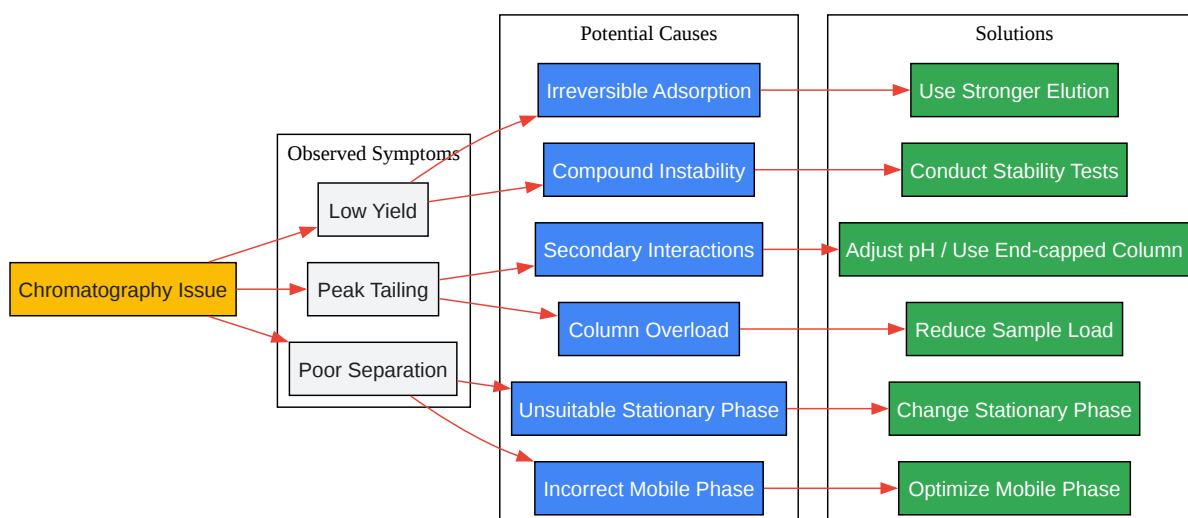 Potential Causes
Solutions
Irreversible Adsorption
Use Stronger Elution
Observed Symptoms
Compound Instability
Conduct Stability Tests
Low Yield
Secondary Interactions
Adjust pH / Use End-capped Column
Chromatography Issue
Peak Tailing
Column Overload
Reduce Sample Load
Poor Separation
Unsuitable Stationary Phase
Change Stationary Phase
Incorrect Mobile Phase
Optimize Mobile Phase